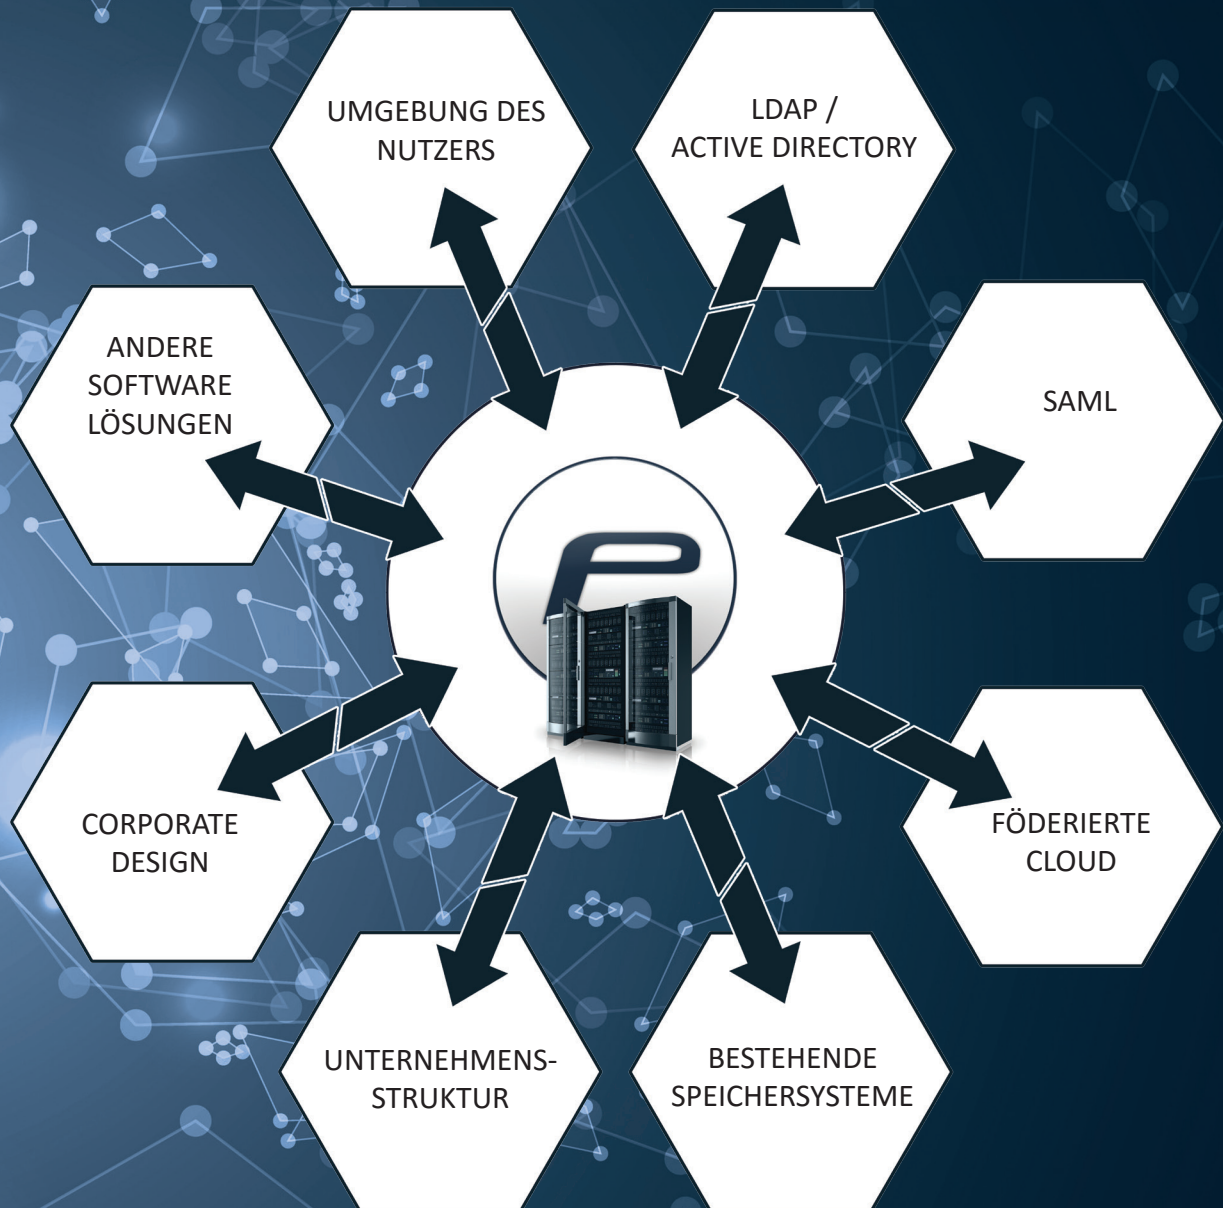 UMGEBUNG DES
NUTZERS
LDAP /
ACTIVE DIRECTORY
ANDERE
SOFTWARE
LÖSUNGEN
SAML
P
CORPORATE
DESIGN
FÖDERIERTE
CLOUD
UNTERNEHMENS-
STRUKTUR
BESTEHENDE
SPEICHERSYSTEME